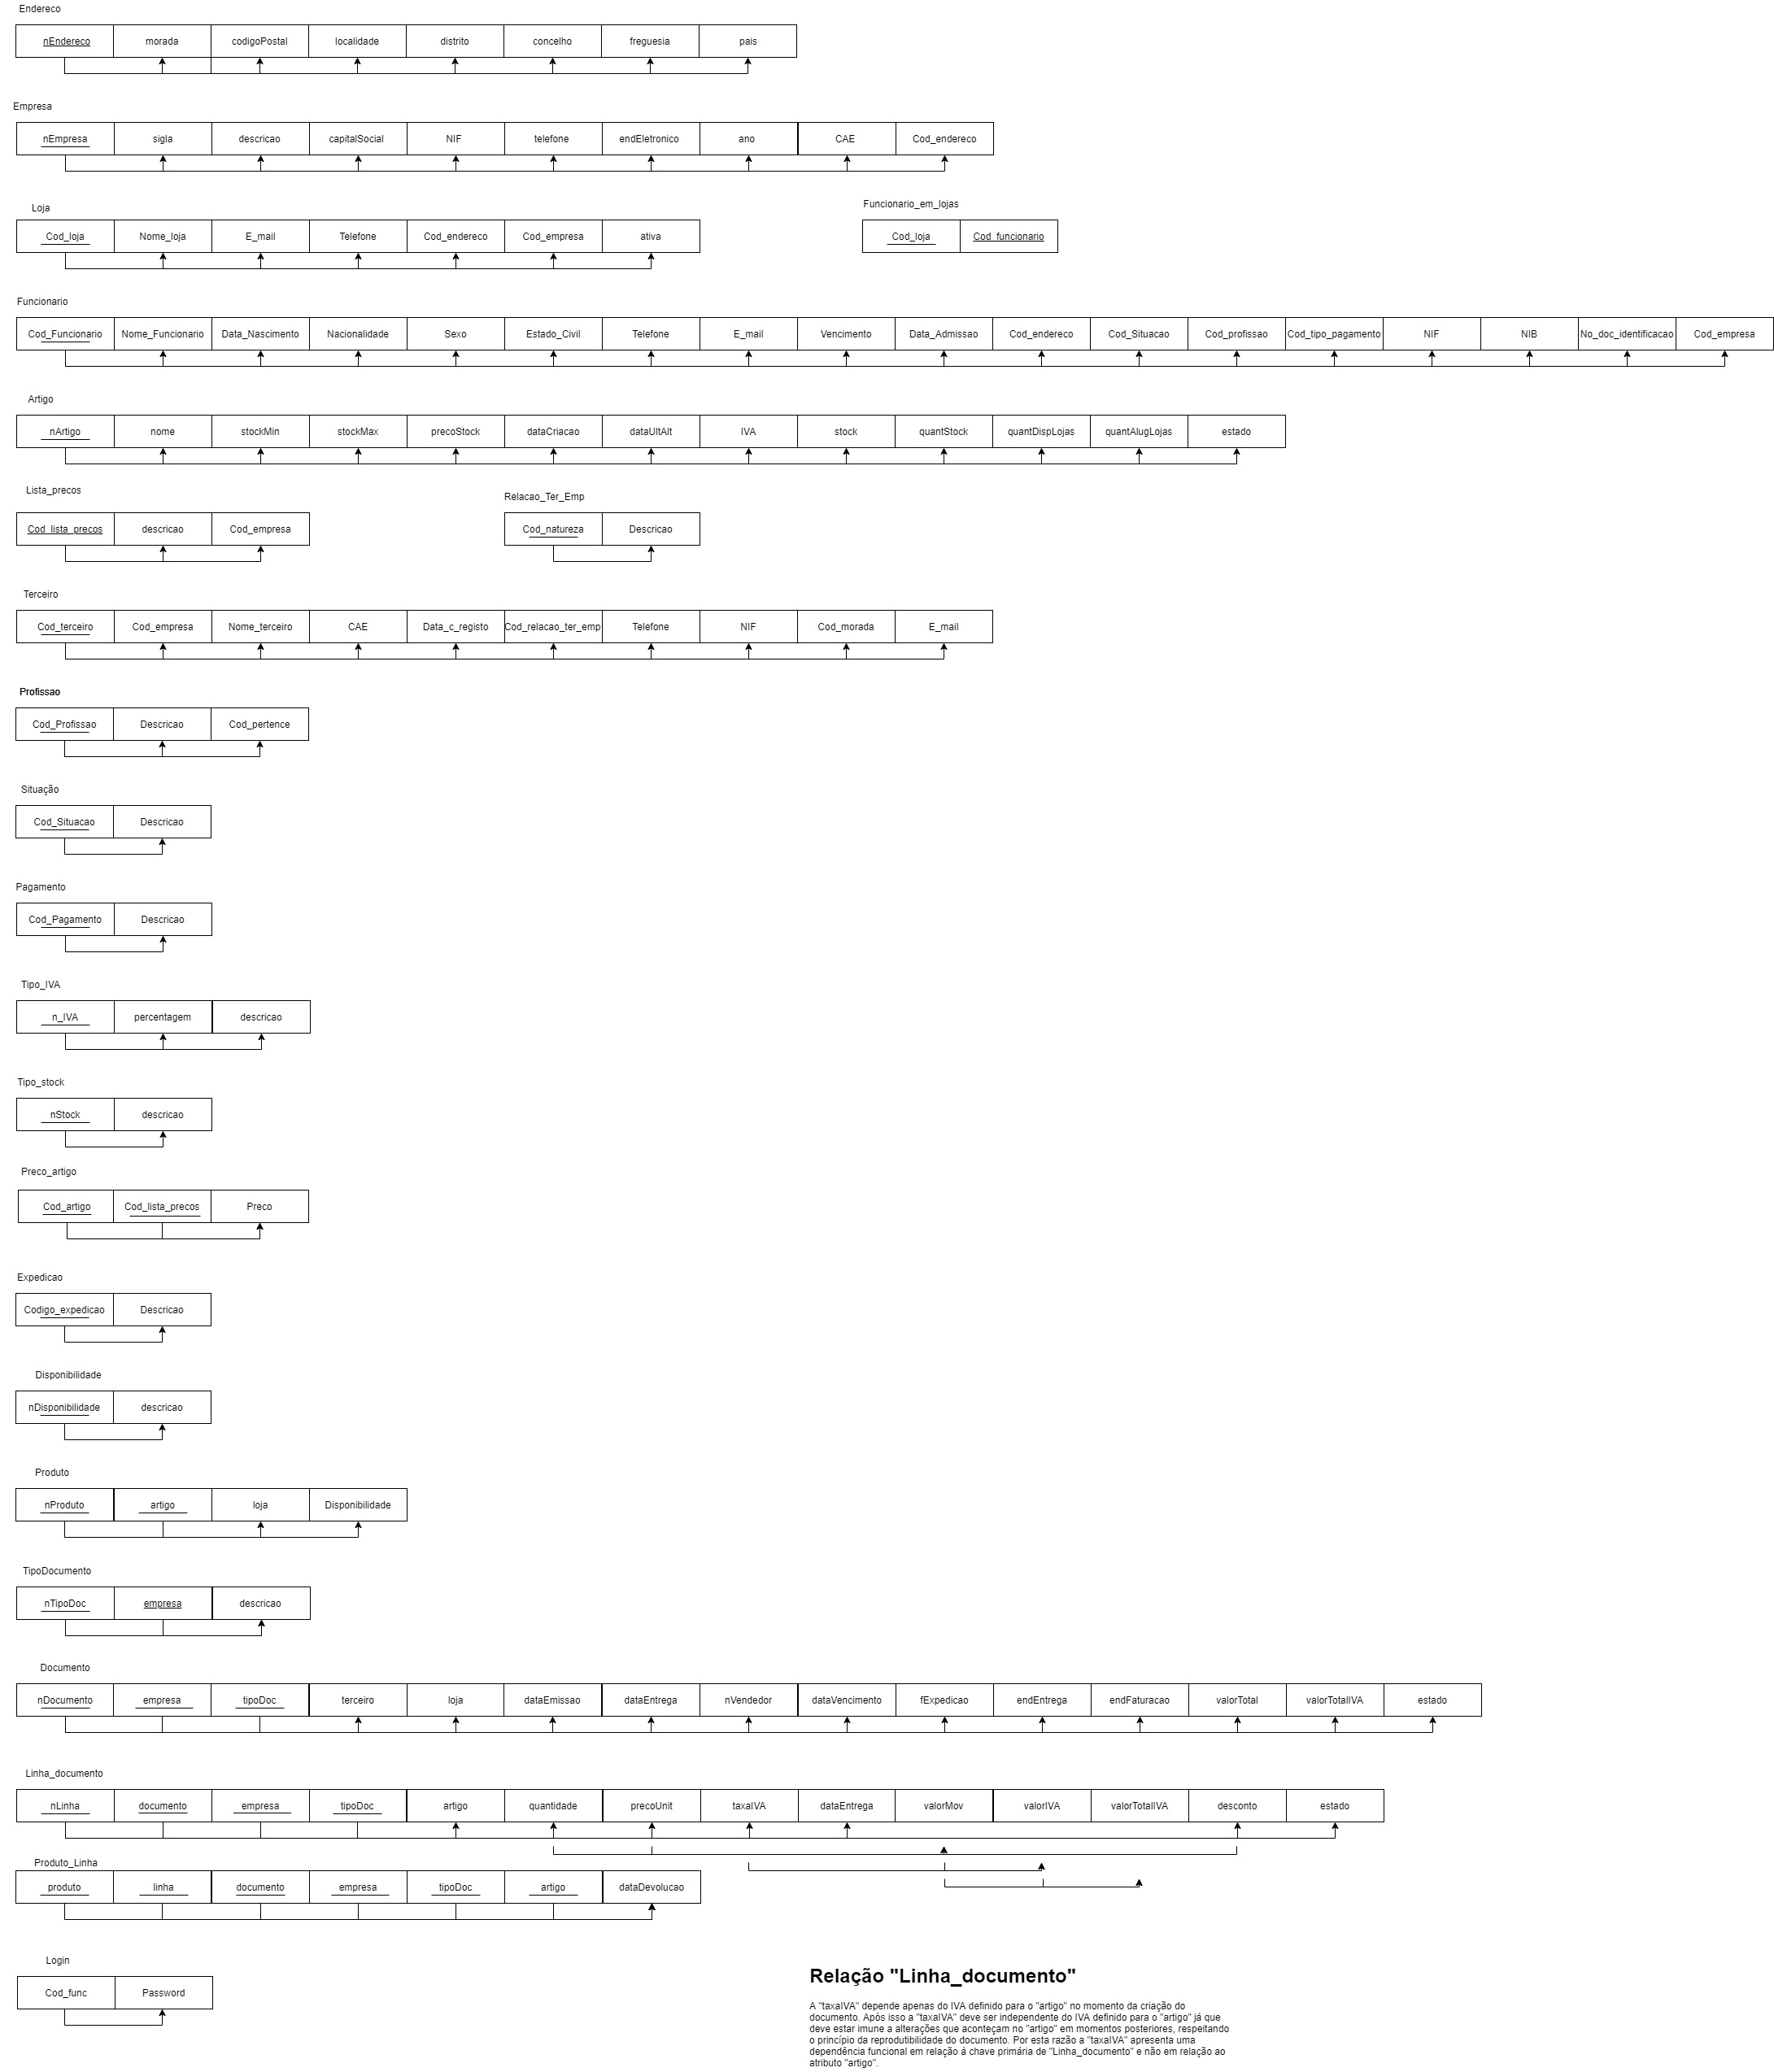 Endereco
nEndereco morada codigoPostal localidade distrito concelho freguesia pais
Empresa
nEmpresa sigla descricao capitalSocial NIF telefone endEletronico ano CAE Cod_endereco
Loja
Cod_loja Nome_loja E_mail Telefone Cod_endereco Cod_empresa ativa
Funcionario_em_lojas
Cod_loja Cod_funcionario
Funcionario
Cod_Funcionario Nome_Funcionario Data_Nascimento Nacionalidade Sexo Estado_Civil Telefone E_mail Vencimento Data_Admissao Cod_endereco Cod_Situacao Cod_profissao Cod_tipo_pagamento NIF NIB No_doc_identificacao Cod_empresa
Artigo
nArtigo nome stockMin stockMax precoStock dataCriacao dataUltAlt IVA stock quantStock quantDispLojas quantAlugLojas estado
Lista_precos
Cod_lista_precos descricao Cod_empresa
Relacao_Ter_Emp
Cod_natureza Descricao
Terceiro
Cod_terceiro Cod_empresa Nome_terceiro CAE Data_c_registo Cod_relacao_ter_emp Telefone NIF Cod_morada E_mail
Profissao
Cod_Profissao Descricao Cod_pertence
Situação
Cod_Situacao Descricao
Pagamento
Cod_Pagamento Descricao
Tipo_IVA
n_IVA percentagem descricao
Tipo_stock
nStock descricao
Preco_artigo
Cod_artigo Cod_lista_precos Preco
Expedicao
Codigo_expedicao Descricao
Disponibilidade
nDisponibilidade descricao
Produto
nProduto artigo loja Disponibilidade
TipoDocumento
nTipoDoc empresa descricao
Documento
nDocumento empresa tipoDoc terceiro loja dataEmissao dataEntrega nVendedor dataVencimento fExpedicao endEntrega endFaturacao valorTotal valorTotalIVA estado
Linha_documento
nLinha documento empresa tipoDoc artigo quantidade precoUnit taxaIVA dataEntrega valorMov valorIVA valorTotalIVA desconto estado
Produto_Linha
produto linha documento empresa tipoDoc artigo dataDevolucao
Login
Cod_func Password
Relação "Linha_documento"
A "taxaIVA" depende apenas do IVA definido para o "artigo" no momento da criação do
documento. Após isso a "taxaIVA" deve ser independente do IVA definido para o "artigo" já que
deve estar imune a alterações que aconteçam no "artigo" em momentos posteriores, respeitando
o princípio da reprodutibilidade do documento. Por esta razão a "taxaIVA" apresenta uma
dependência funcional em relação á chave primária de "Linha_documento" e não em relação ao
atributo "artigo".